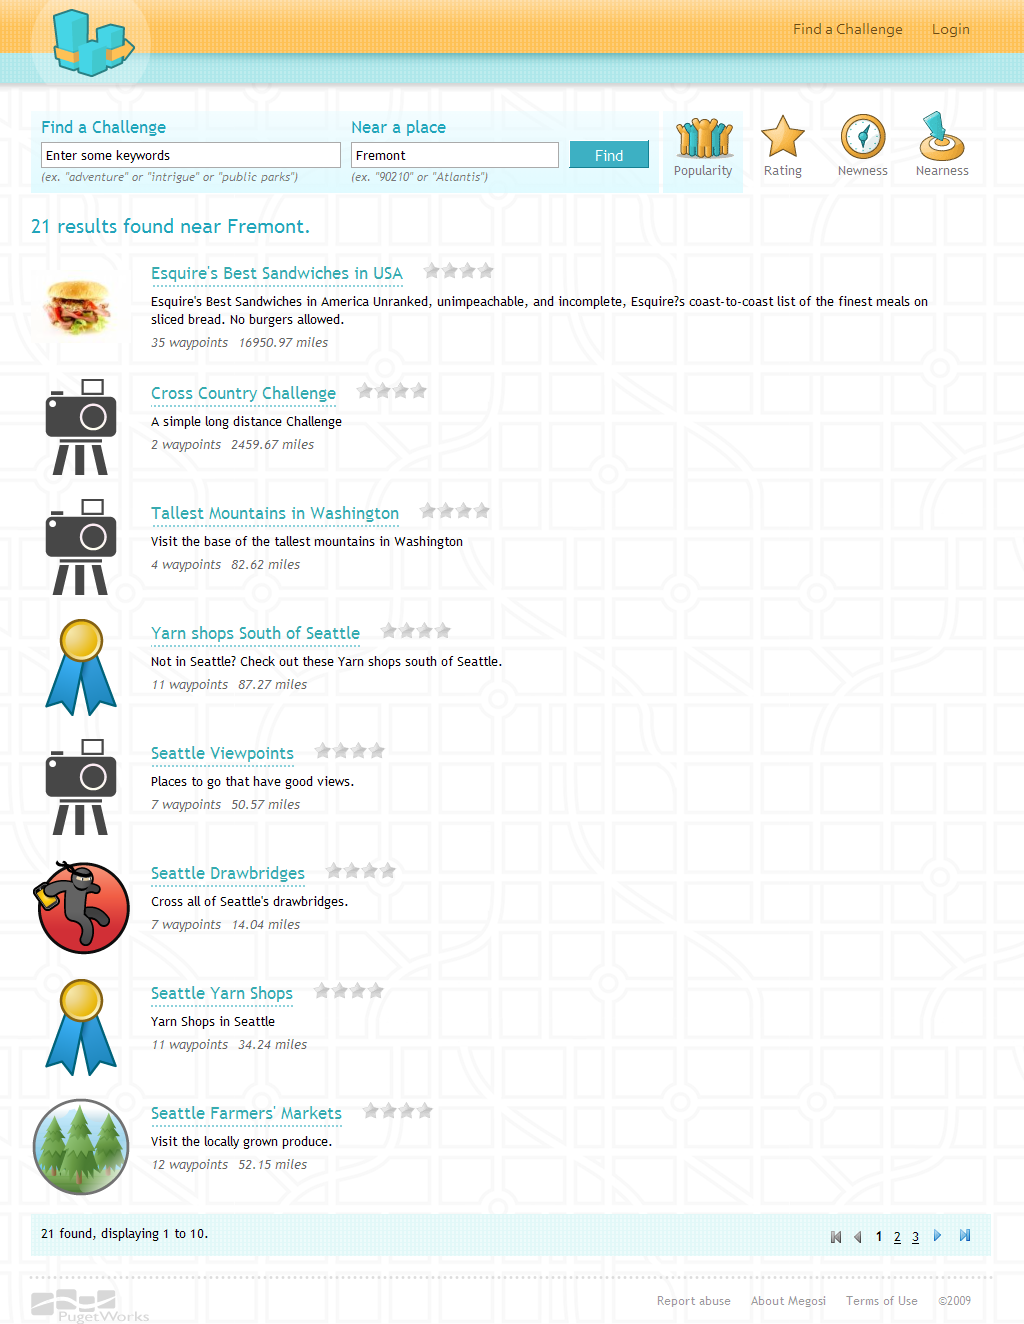 Find a Challenge Login
Find a Challenge Near a place
Enter some keywords Fremont Find
(ex. "adventure" or "intrigue" or "public parks") (ex. "90210" or "Atlantis")
Popularity Rating Newness Nearness
21 results found near Fremont.
Esquire's Best Sandwiches in USA
Esquire's Best Sandwiches in America Unranked, unimpeachable, and incomplete, Esquire?s coast-to-coast list of the finest meals on
sliced bread. No burgers allowed.
35 waypoints 16950.97 miles
Cross Country Challenge
A simple long distance Challenge
2 waypoints 2459.67 miles
Tallest Mountains in Washington
Visit the base of the tallest mountains in Washington
4 waypoints 82.62 miles
Yarn shops South of Seattle
Not in Seattle? Check out these Yarn shops south of Seattle.
11 waypoints 87.27 miles
Seattle Viewpoints
Places to go that have good views.
7 waypoints 50.57 miles
Seattle Drawbridges
Cross all of Seattle's drawbridges.
7 waypoints 14.04 miles
Seattle Yarn Shops
Yarn Shops in Seattle
11 waypoints 34.24 miles
Seattle Farmers' Markets
Visit the locally grown produce.
12 waypoints 52.15 miles
21 found, displaying 1 to 10. 1 2 3
Report abuse About Megosi Terms of Use ©2009
PugetWorks